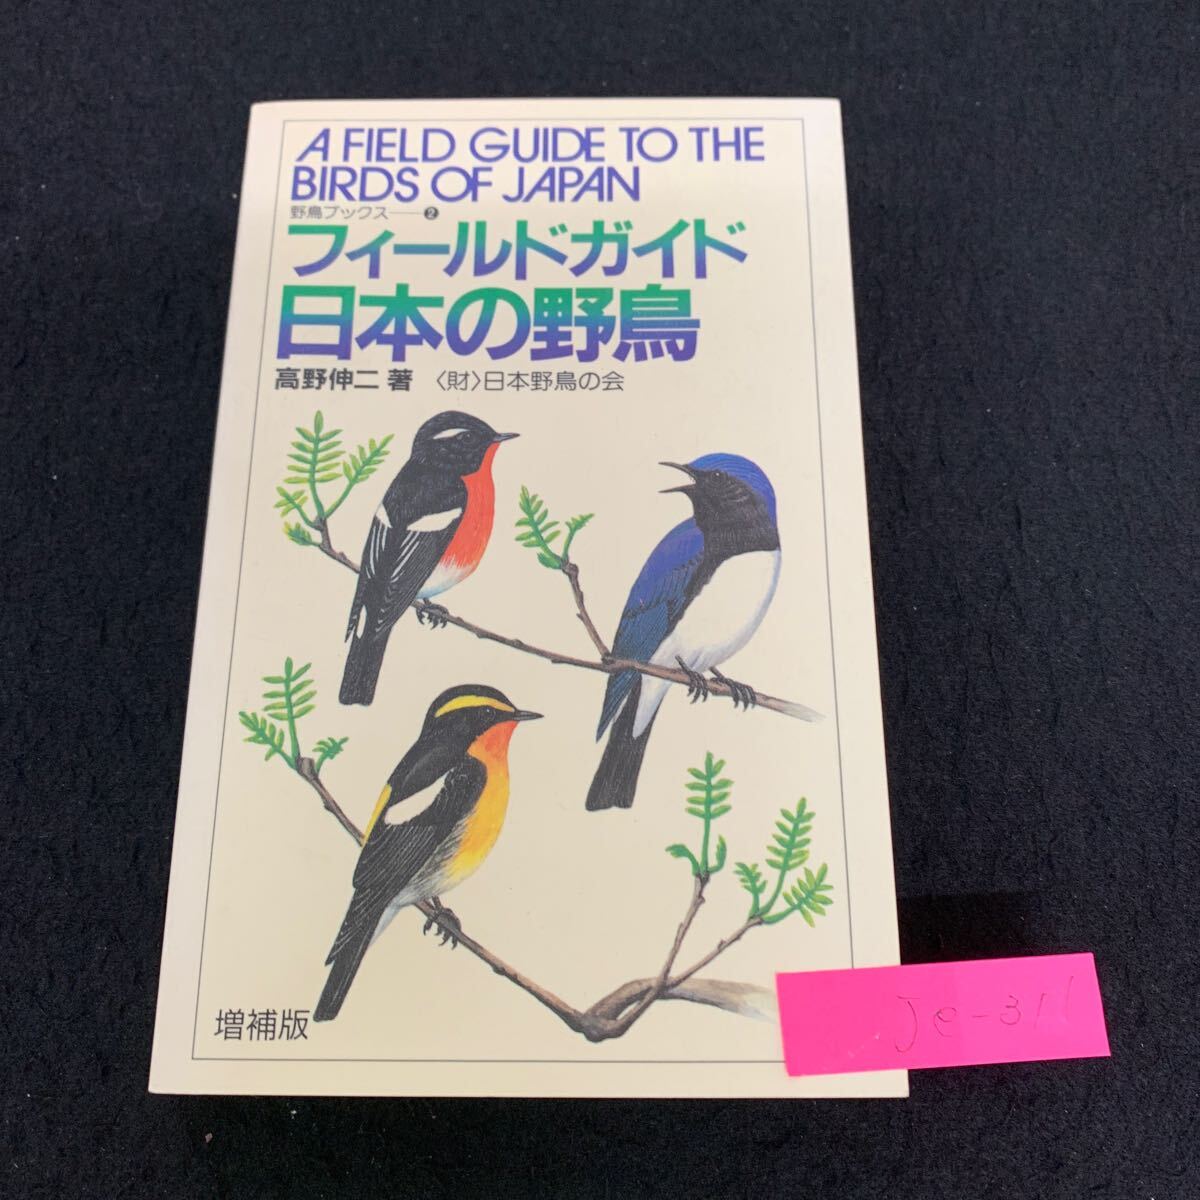 A FIELD GUIDE TO THE
BIRDS OF JAPAN
野鳥ブックス──❷
フィールドガイド
日本の野鳥
高野伸二 著 〈財〉日本野鳥の会
増補版
Je-311